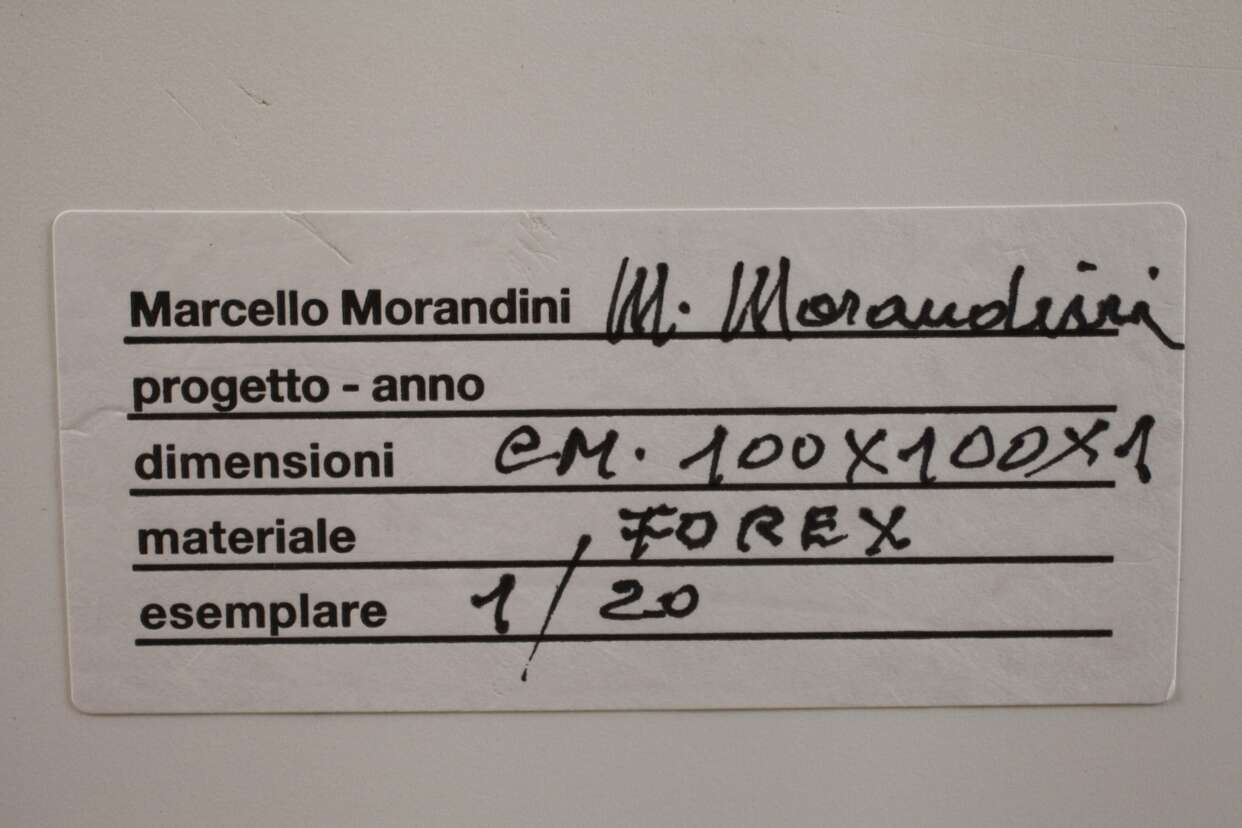 Marcello Morandini M. Morandini
progetto - anno
dimensioni CM. 100X100X1
materiale FOREX
esemplare 1/20